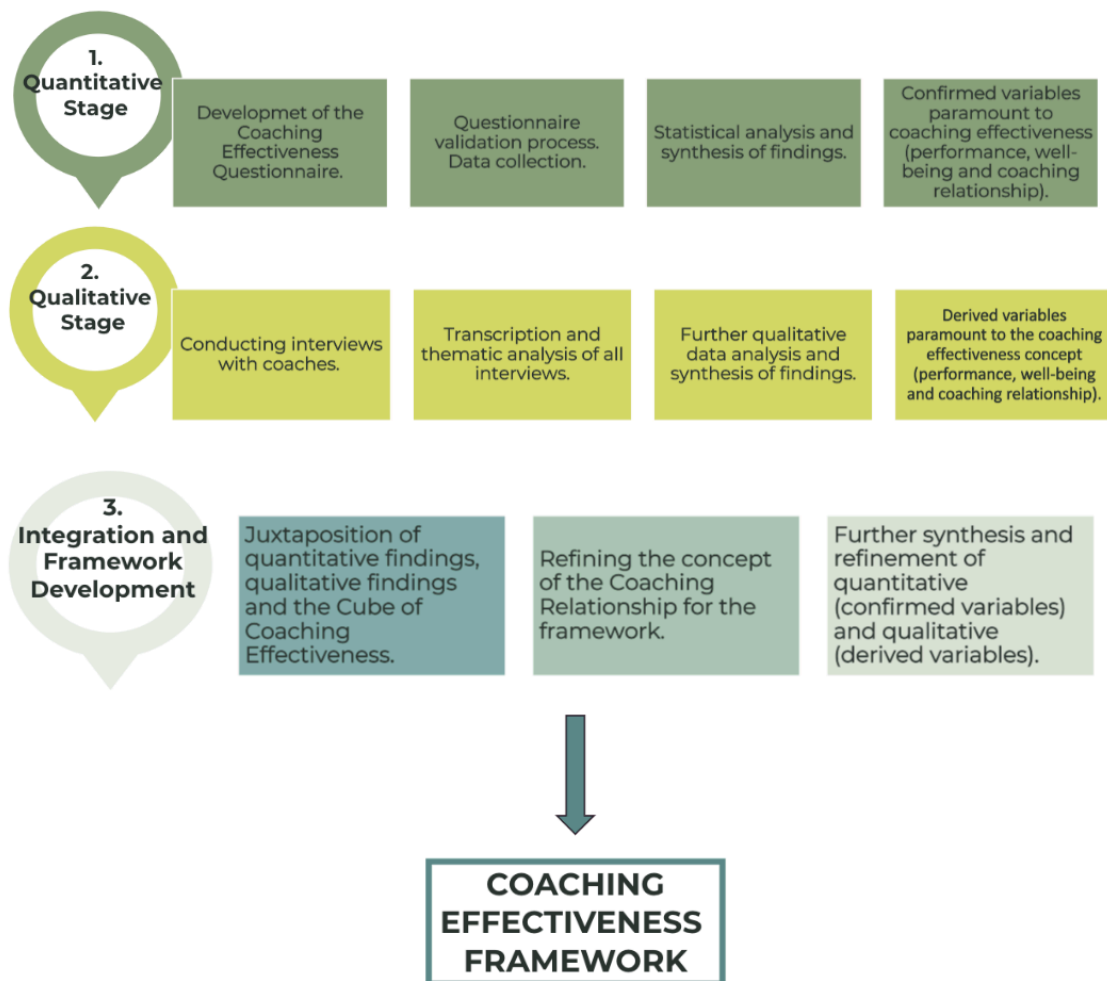 1.
Quantitative
Stage
Developmet of the
Coaching
Effectiveness
Questionnaire.
Questionnaire
validation process.
Data collection.
Statistical analysis and
synthesis of findings.
Confirmed variables
paramount to
coaching effectiveness
(performance, well-
being and coaching
relationship).
2.
Qualitative
Stage
Conducting interviews
with coaches.
Transcription and
thematic analysis of all
interviews.
Further qualitative
data analysis and
synthesis of findings.
Derived variables
paramount to the coaching
effectiveness concept
(performance, well-being
and coaching relationship).
3.
Integration and
Framework
Development
Juxtaposition of
quantitative findings,
qualitative findings
and the Cube of
Coaching
Effectiveness.
Refining the concept
of the Coaching
Relationship for the
framework.
Further synthesis and
refinement of
quantitative
(confirmed variables)
and qualitative
(derived variables).
COACHING
EFFECTIVENESS
FRAMEWORK